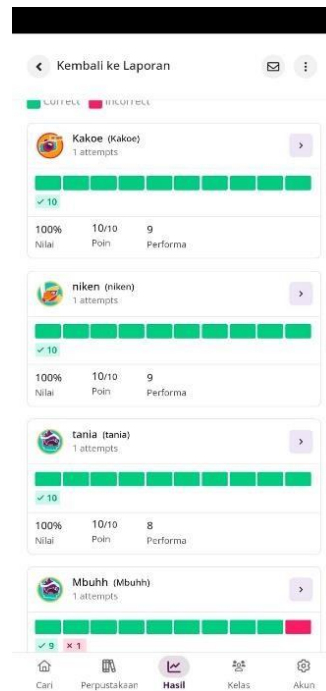 Kembali ke Laporan
Correct Incorrect
Kakoe (Kakoe)
1 attempts
✓ 10
100% 10/10 9
Nilai Poin Performa
niken (niken)
1 attempts
✓ 10
100% 10/10 9
Nilai Poin Performa
tania (tania)
1 attempts
✓ 10
100% 10/10 8
Nilai Poin Performa
Mbuhh (Mbuhh)
1 attempts
✓ 9 × 1
Cari Perpustakaan Hasil Kelas Akun